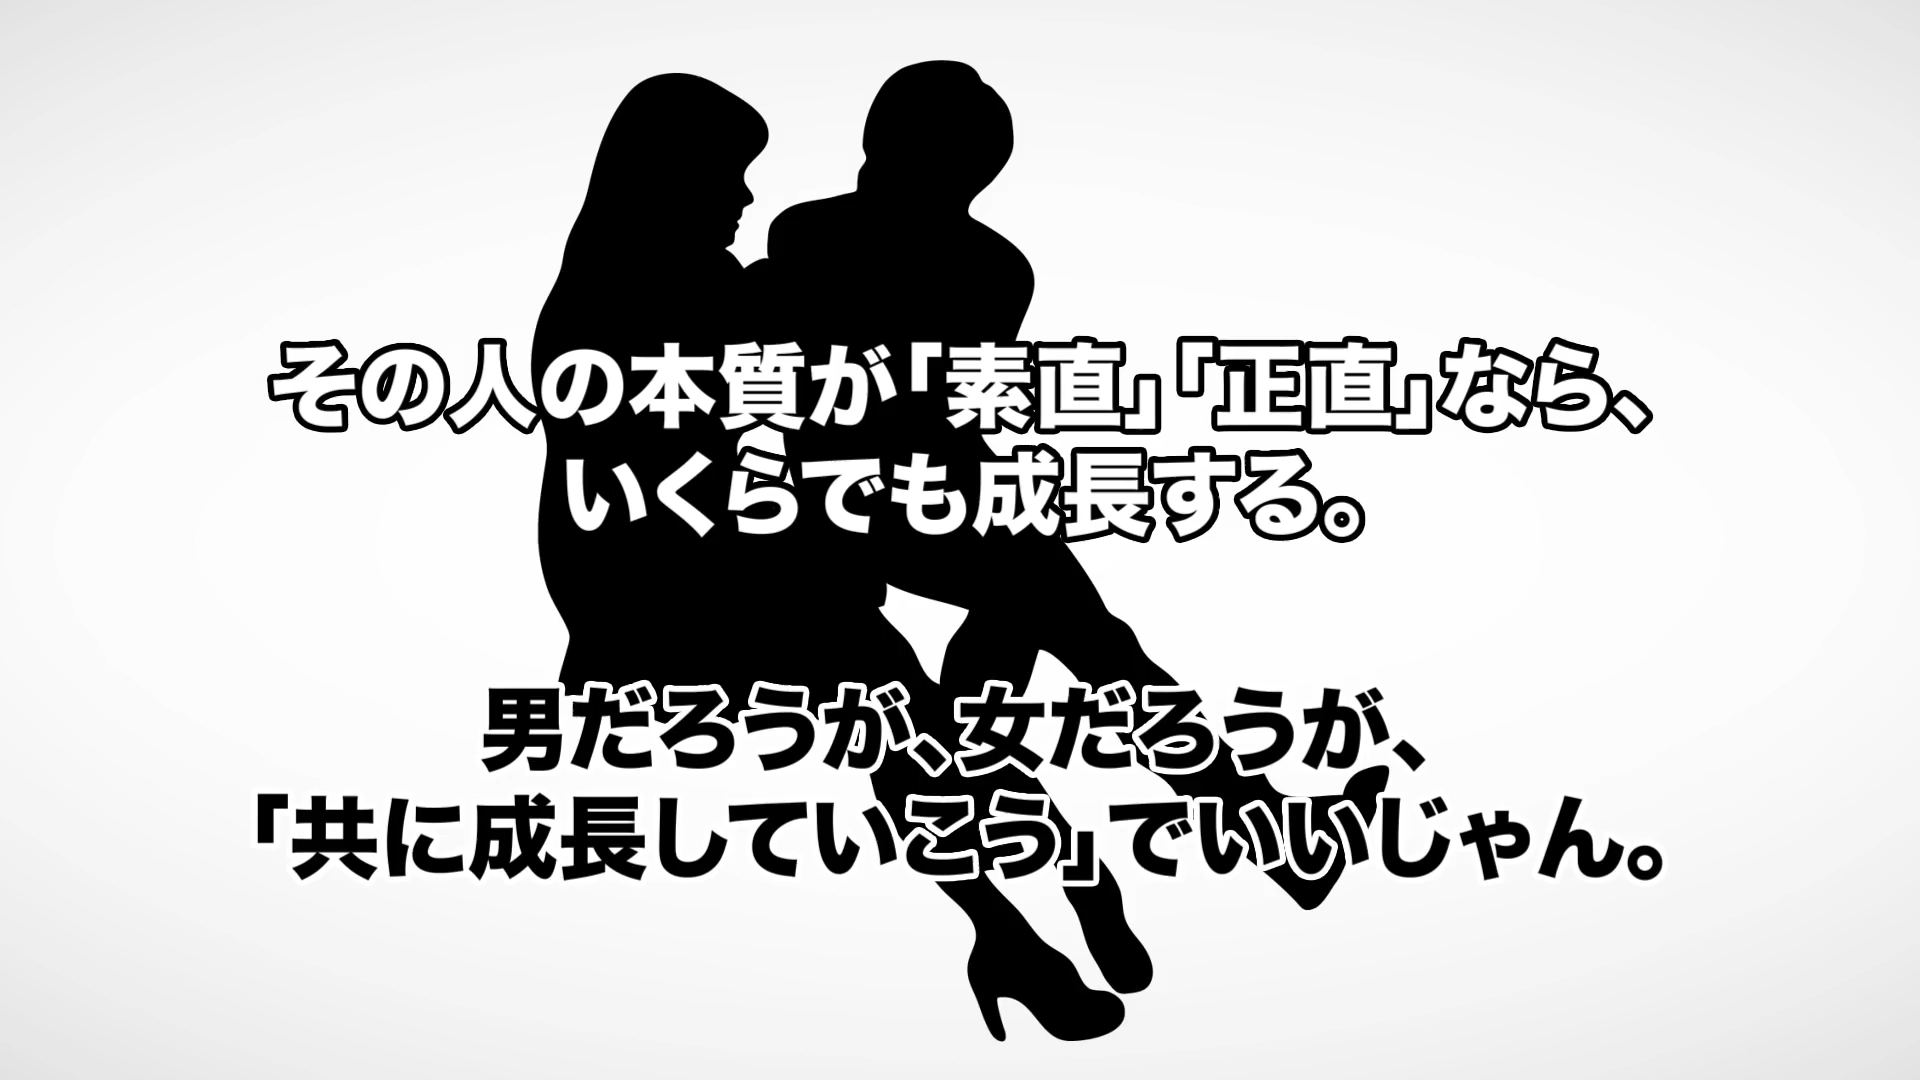 その人の本質が「素直」「正直」なら、
いくらでも成長する。
男だろうが、女だろうが、
「共に成長していこう」でいいじゃん。